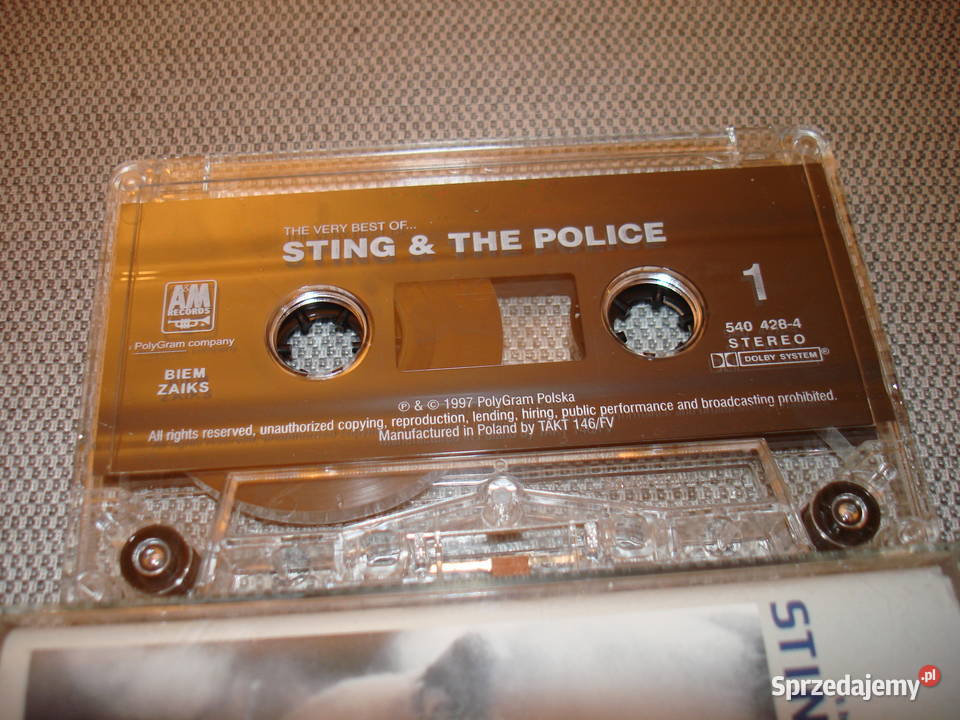 THE VERY BEST OF...
STING & THE POLICE
1
A&M
RECORDS
PolyGram company
BIEM
ZAIKS
540 428-4
STEREO
DOLBY SYSTEM®
℗ & © 1997 PolyGram Polska
All rights reserved, unauthorized copying, reproduction, lending, hiring, public performance and broadcasting prohibited.
Manufactured in Poland by TAKT 146/FV
STIN
Sprzedajemy.pl